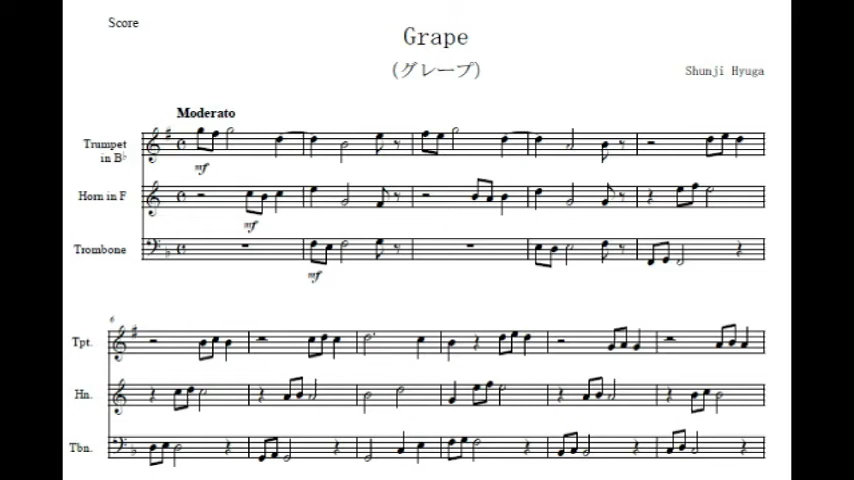 Score
Grape
(グレープ)
Shunji Hyuga
Moderato
Trumpet
in B♭
mf
Horn in F
mf
Trombone
mf
6
Tpt.
Hn.
Tbn.